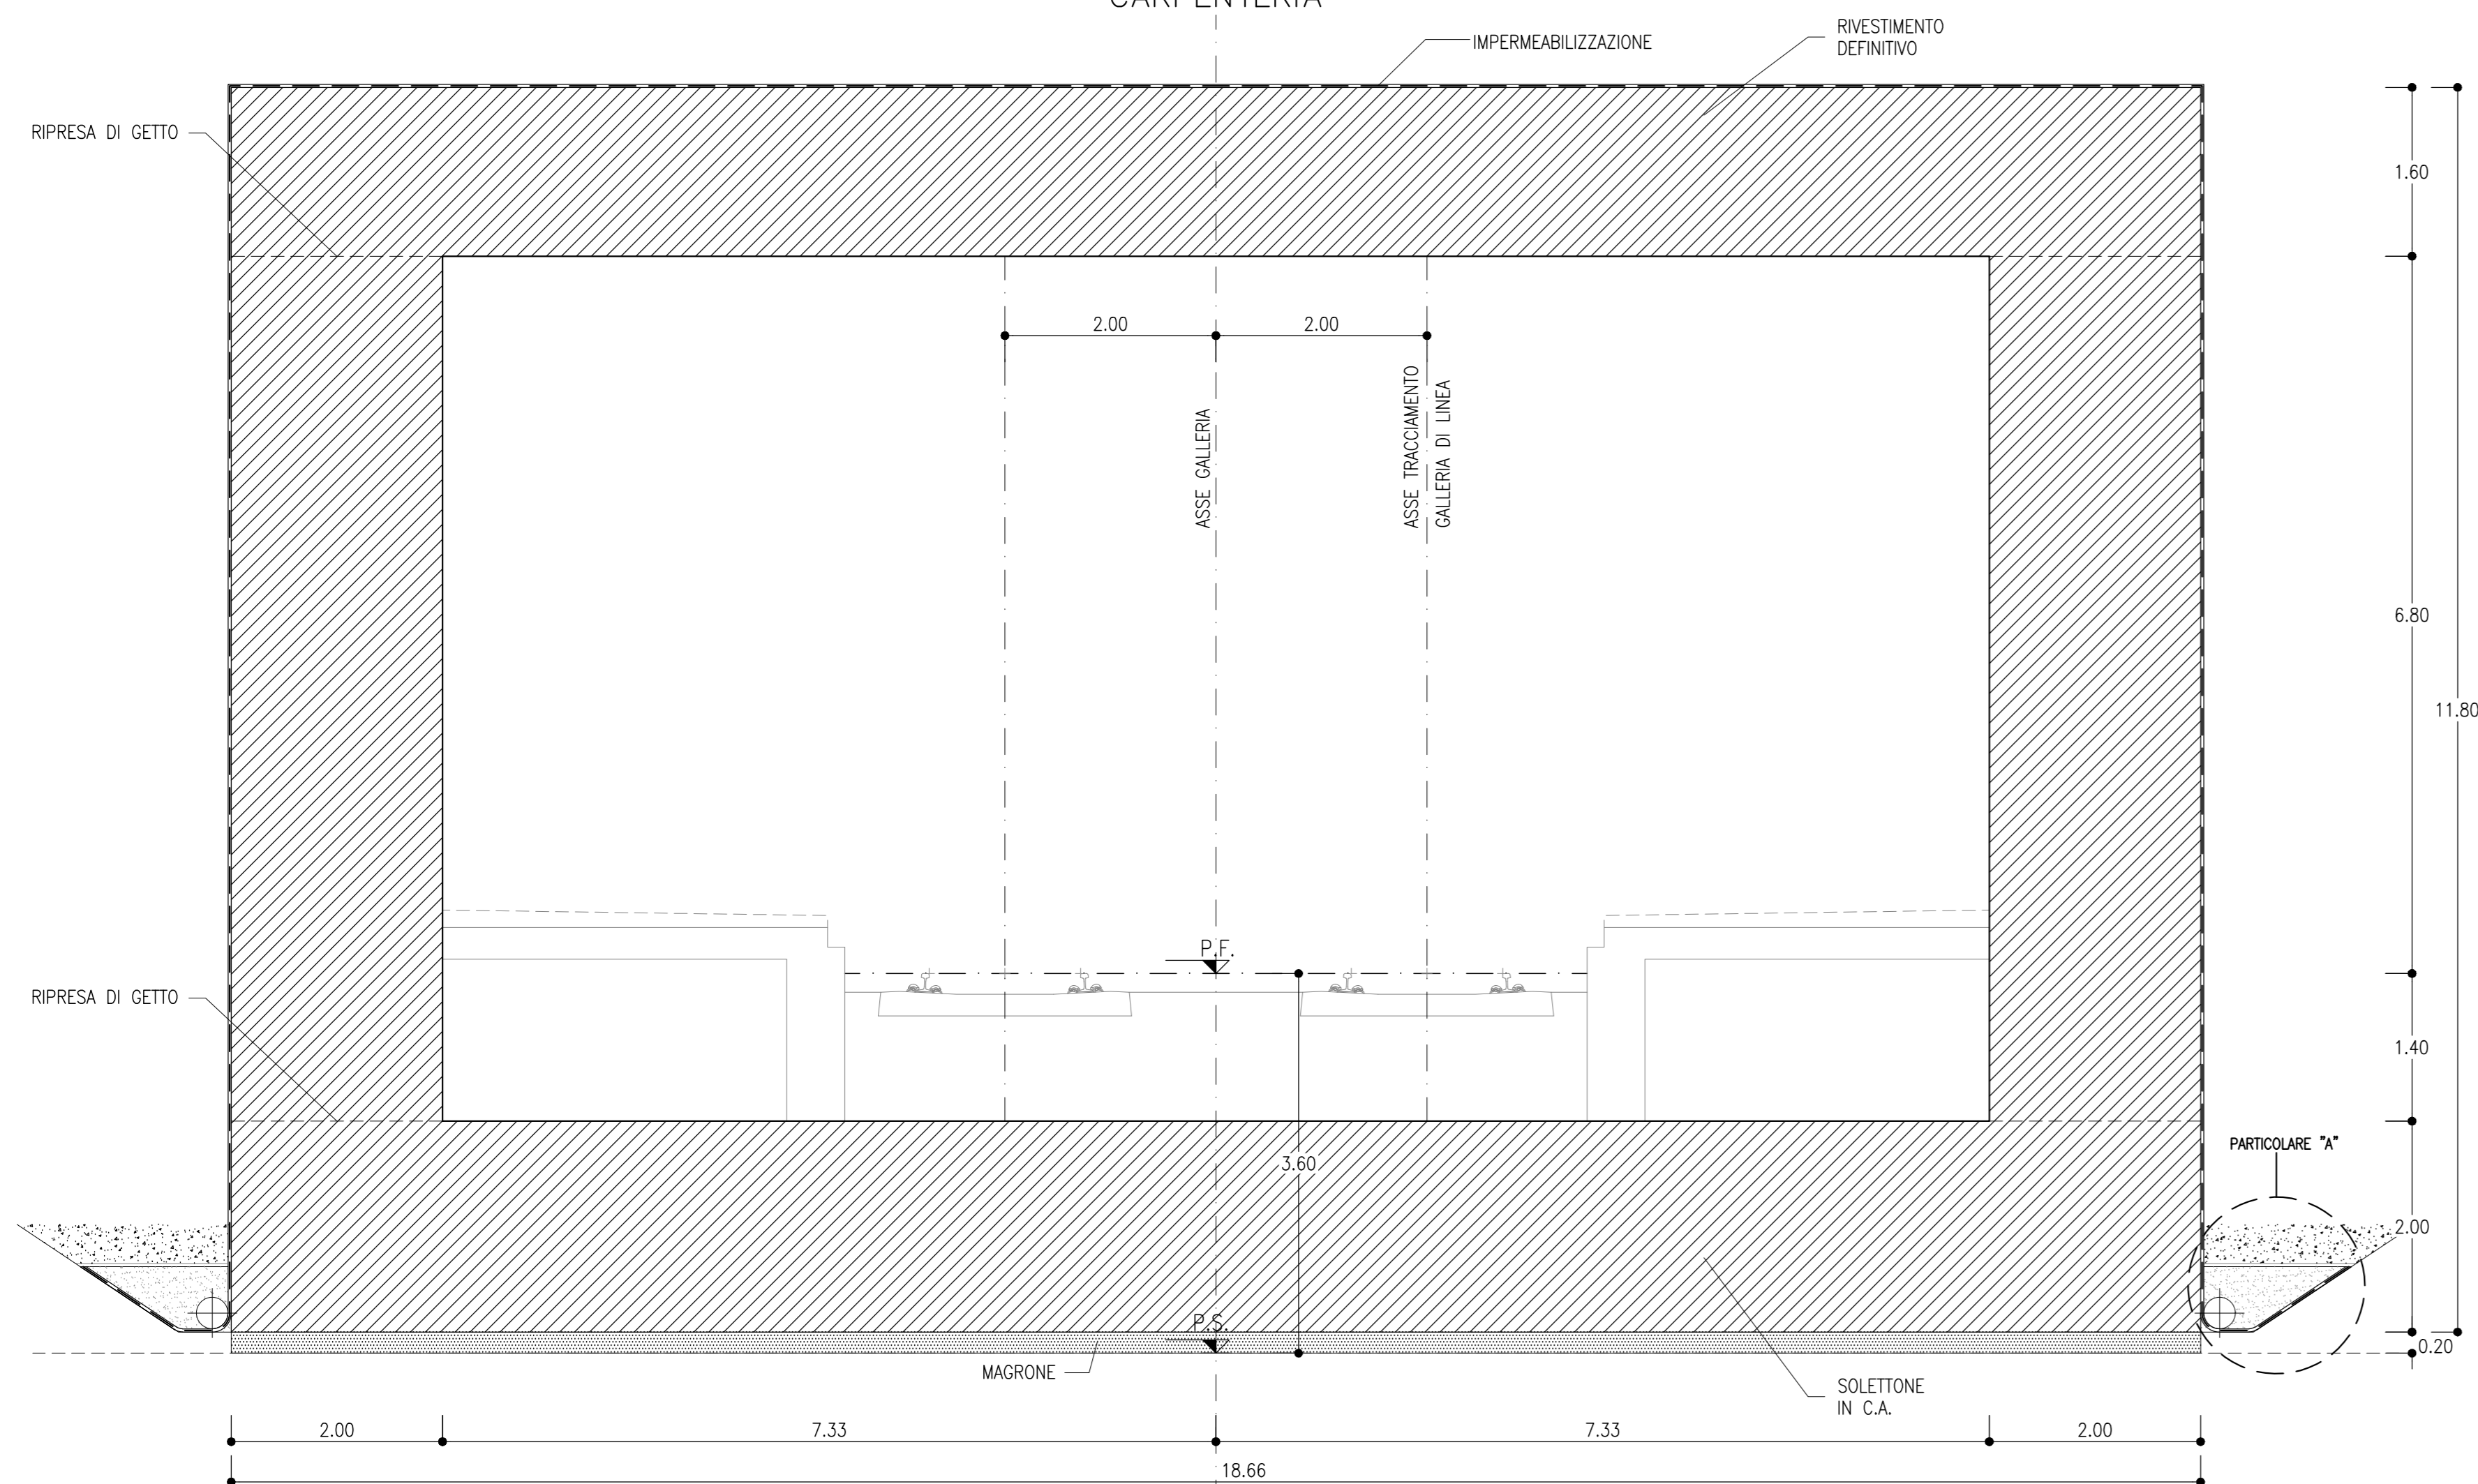 CARPENTERIA
IMPERMEABILIZZAZIONE
RIVESTIMENTO
DEFINITIVO
RIPRESA DI GETTO
1.60
2.00
2.00
ASSE GALLERIA
ASSE TRACCIAMENTO
GALLERIA DI LINEA
6.80
11.80
P.F.
RIPRESA DI GETTO
1.40
PARTICOLARE "A"
3.60
2.00
P.S.
0.20
MAGRONE
SOLETTONE
IN C.A.
2.00
7.33
7.33
2.00
18.66